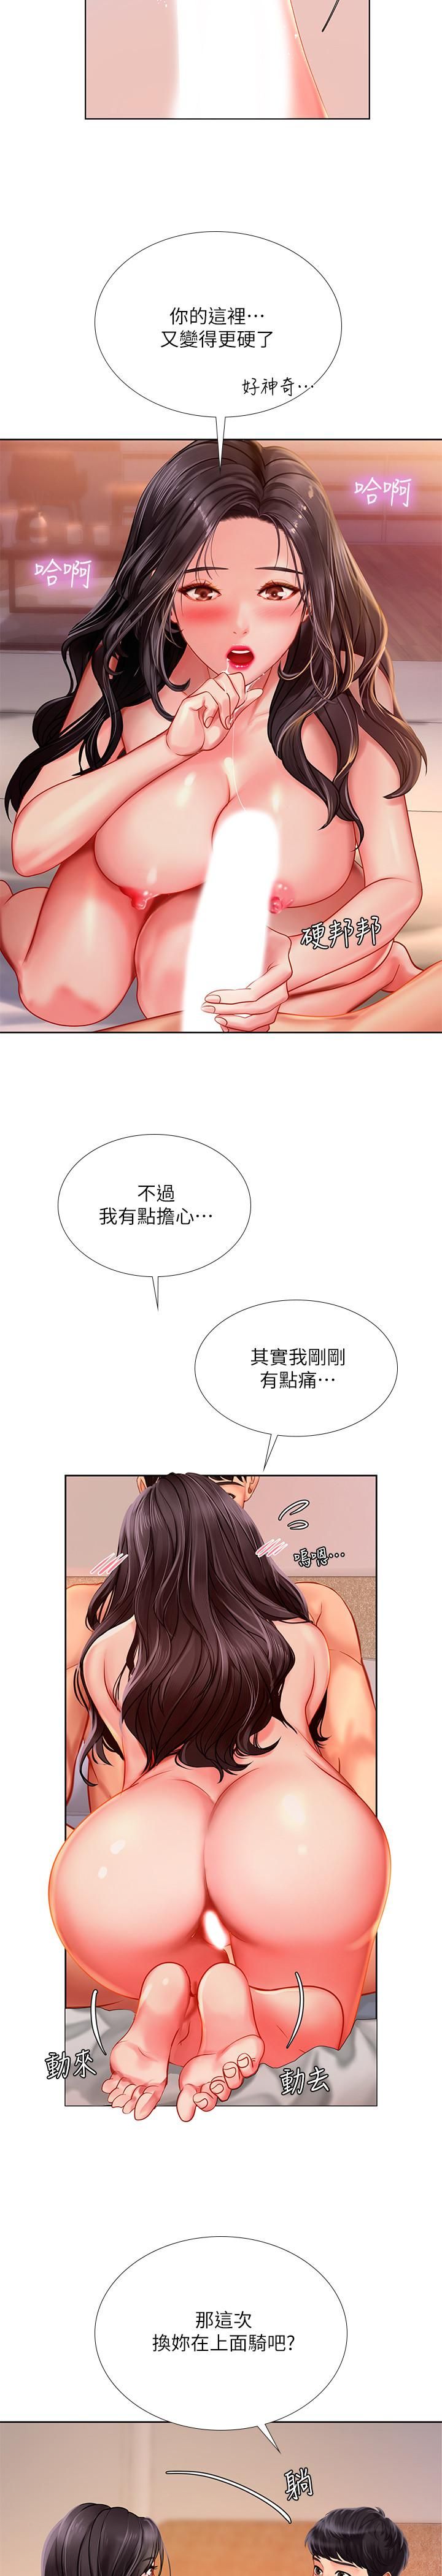 你的這裡…
又變得更硬了
好神奇…
哈啊
哈啊
硬邦邦
不過
我有點擔心…
其實我剛剛
有點痛…
嗚嗯…
動來
動去
那這次
換妳在上面騎吧?
躺